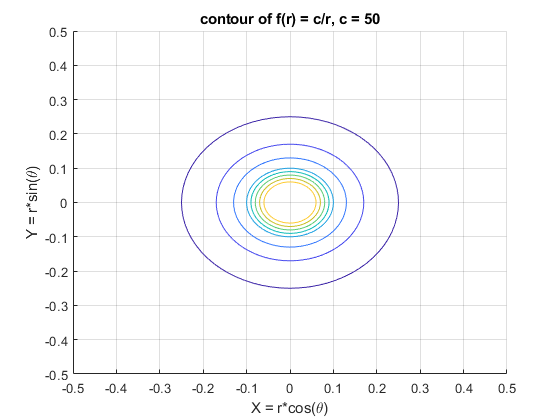 contour of f(r) = c/r, c = 50
0.5
0.4
0.3
0.2
0.1
0
-0.1
-0.2
-0.3
-0.4
-0.5
Y = r*sin(θ)
-0.5 -0.4 -0.3 -0.2 -0.1 0 0.1 0.2 0.3 0.4 0.5
X = r*cos(θ)